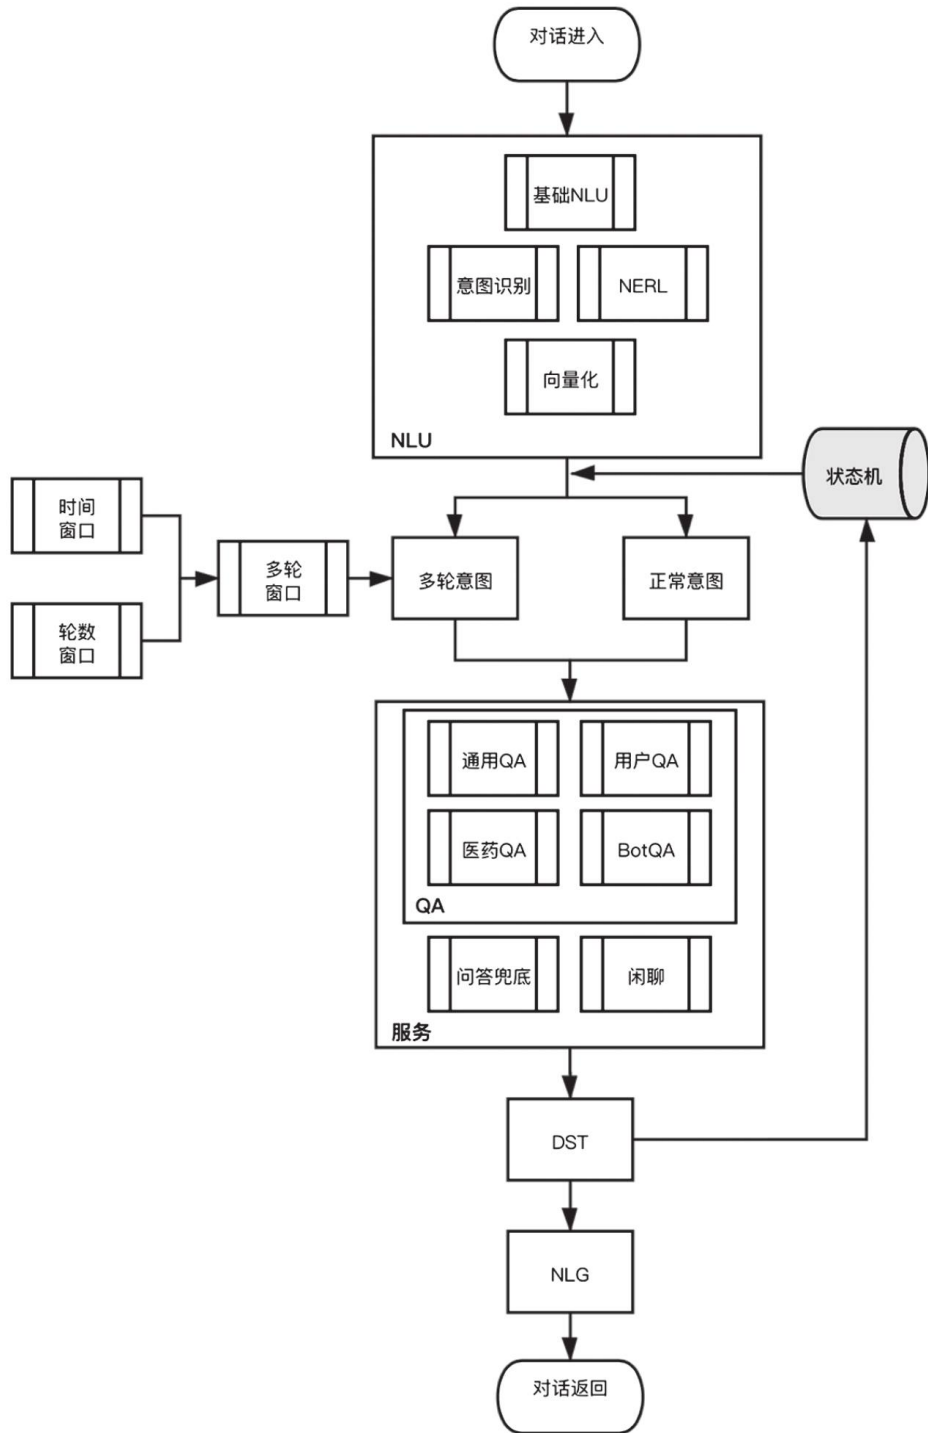 对话进入
基础NLU
意图识别
NERL
向量化
NLU
状态机
时间
窗口
多轮
窗口
轮数
窗口
多轮意图
正常意图
通用QA
用户QA
医药QA
BotQA
QA
问答兜底
闲聊
服务
DST
NLG
对话返回